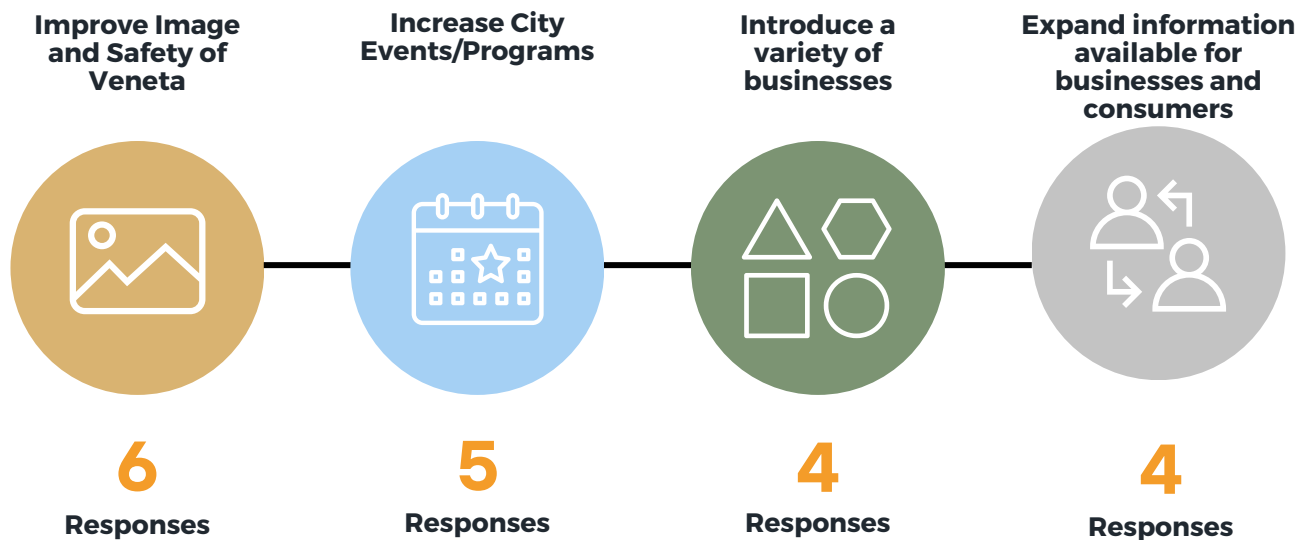 Improve Image
and Safety of
Veneta
Increase City
Events/Programs
Introduce a
variety of
businesses
Expand information
available for
businesses and
consumers
6
Responses
5
Responses
4
Responses
4
Responses